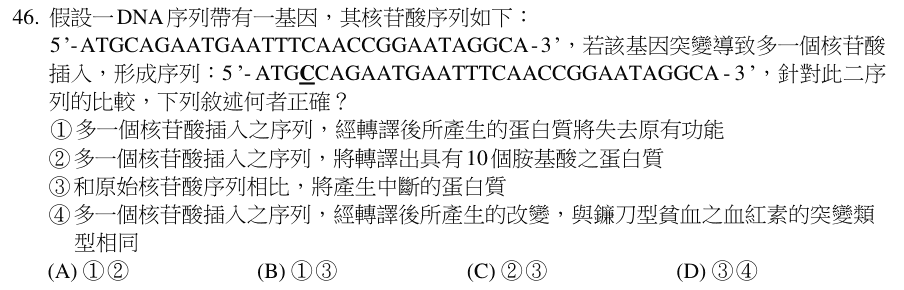 46. 假設一DNA序列帶有一基因，其核苷酸序列如下：
5’-ATGCAGAATGAATTTCAACCGGAATAGGCA-3’，若該基因突變導致多一個核苷酸
插入，形成序列：5’-ATGCCAGAATGAATTTCAACCGGAATAGGCA-3’，針對此二序
列的比較，下列敘述何者正確？
①多一個核苷酸插入之序列，經轉譯後所產生的蛋白質將失去原有功能
②多一個核苷酸插入之序列，將轉譯出具有10個胺基酸之蛋白質
③和原始核苷酸序列相比，將產生中斷的蛋白質
④多一個核苷酸插入之序列，經轉譯後所產生的改變，與鐮刀型貧血之血紅素的突變類
型相同
(A) ①② (B) ①③ (C) ②③ (D) ③④